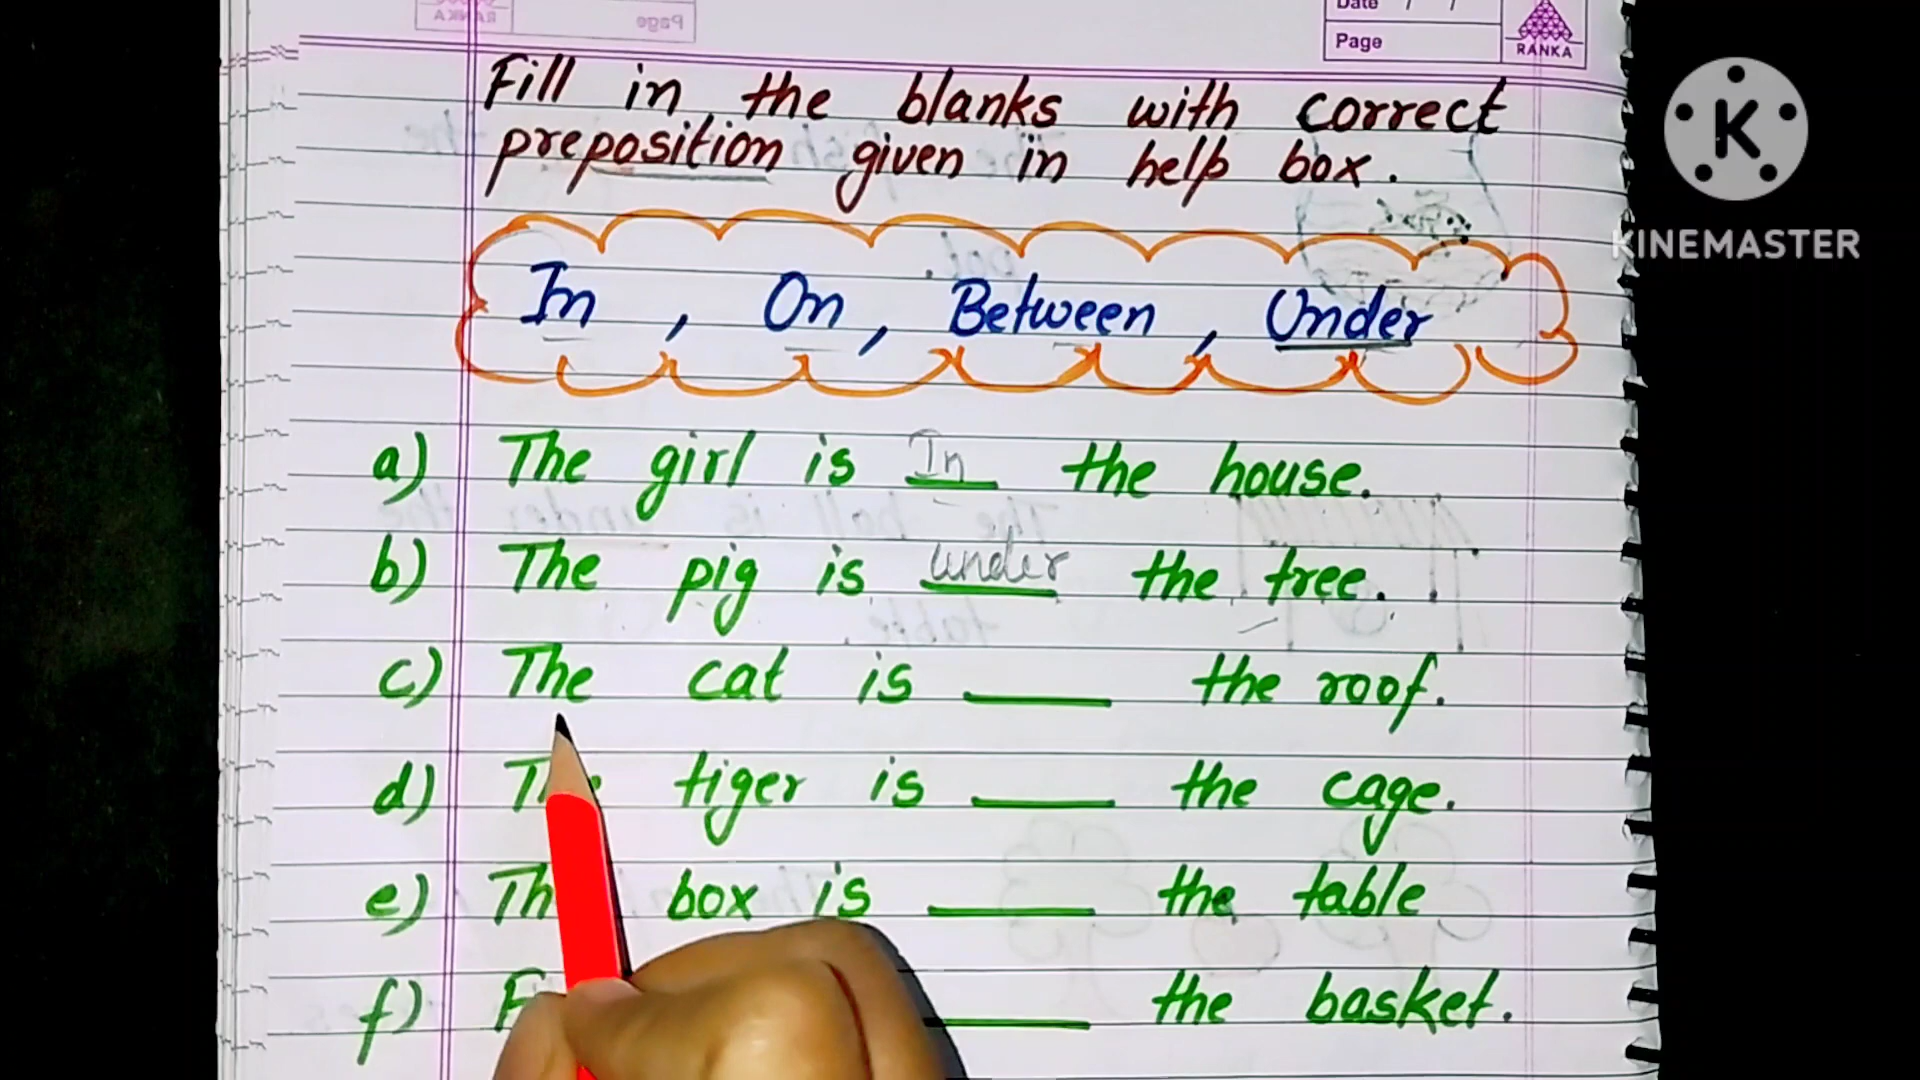 Date / /
Page
RANKA
Fill in the blanks with correct
preposition given in help box.
KINEMASTER
In , On , Between , Under
a) The girl is In the house.
b) The pig is under the tree.
c) The cat is ____ the roof.
d) tiger is ____ the cage.
e) box is ____ the table
f) ____ the basket.